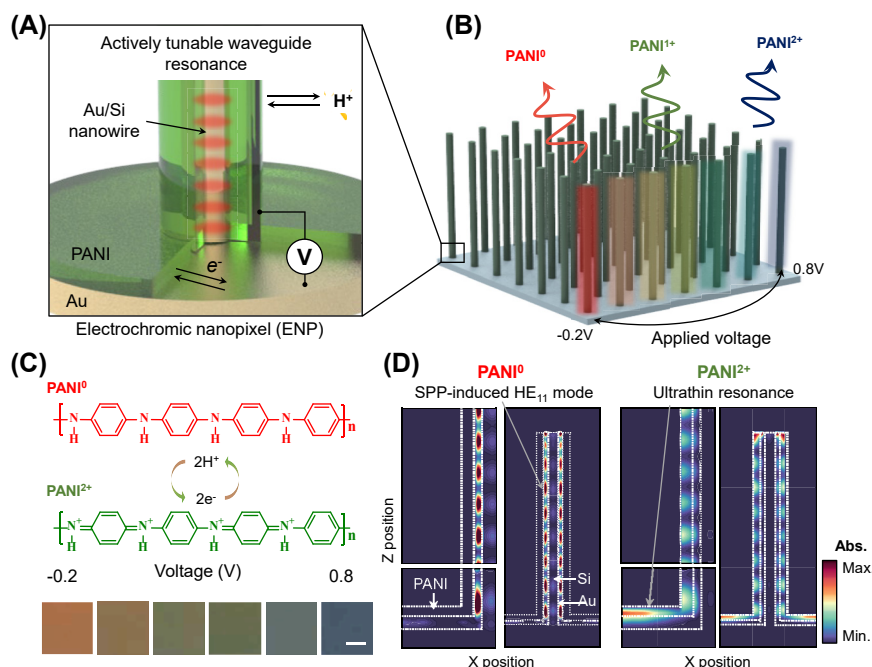 (A)
Actively tunable waveguide
resonance
Au/Si
nanowire
H⁺
PANI
e⁻
V
Au
Electrochromic nanopixel (ENP)
(B)
PANI⁰
PANI¹⁺
PANI²⁺
0.8V
-0.2V
Applied voltage
(C)
PANI⁰
N N N N n
H H H H
2H⁺
2e⁻
PANI²⁺
N⁺ N⁺ N⁺ N⁺ n
H H H H
-0.2 Voltage (V) 0.8
(D)
PANI⁰ PANI²⁺
SPP-induced HE₁₁ mode Ultrathin resonance
Z position
PANI
Si
Au
Abs.
Max
Min.
X position X position